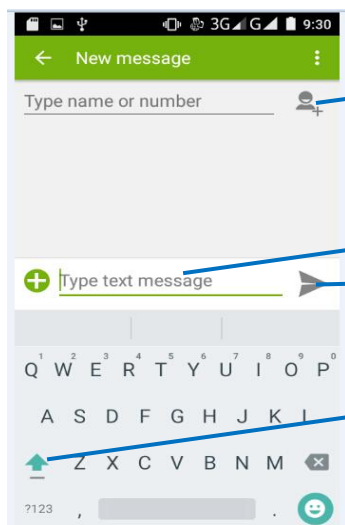 3G G 9:30
New message
Type name or number
Type text message
1 2 3 4 5 6 7 8 9 0
Q W E R T Y U I O P
A S D F G H J K L
Z X C V B N M
?123 , .